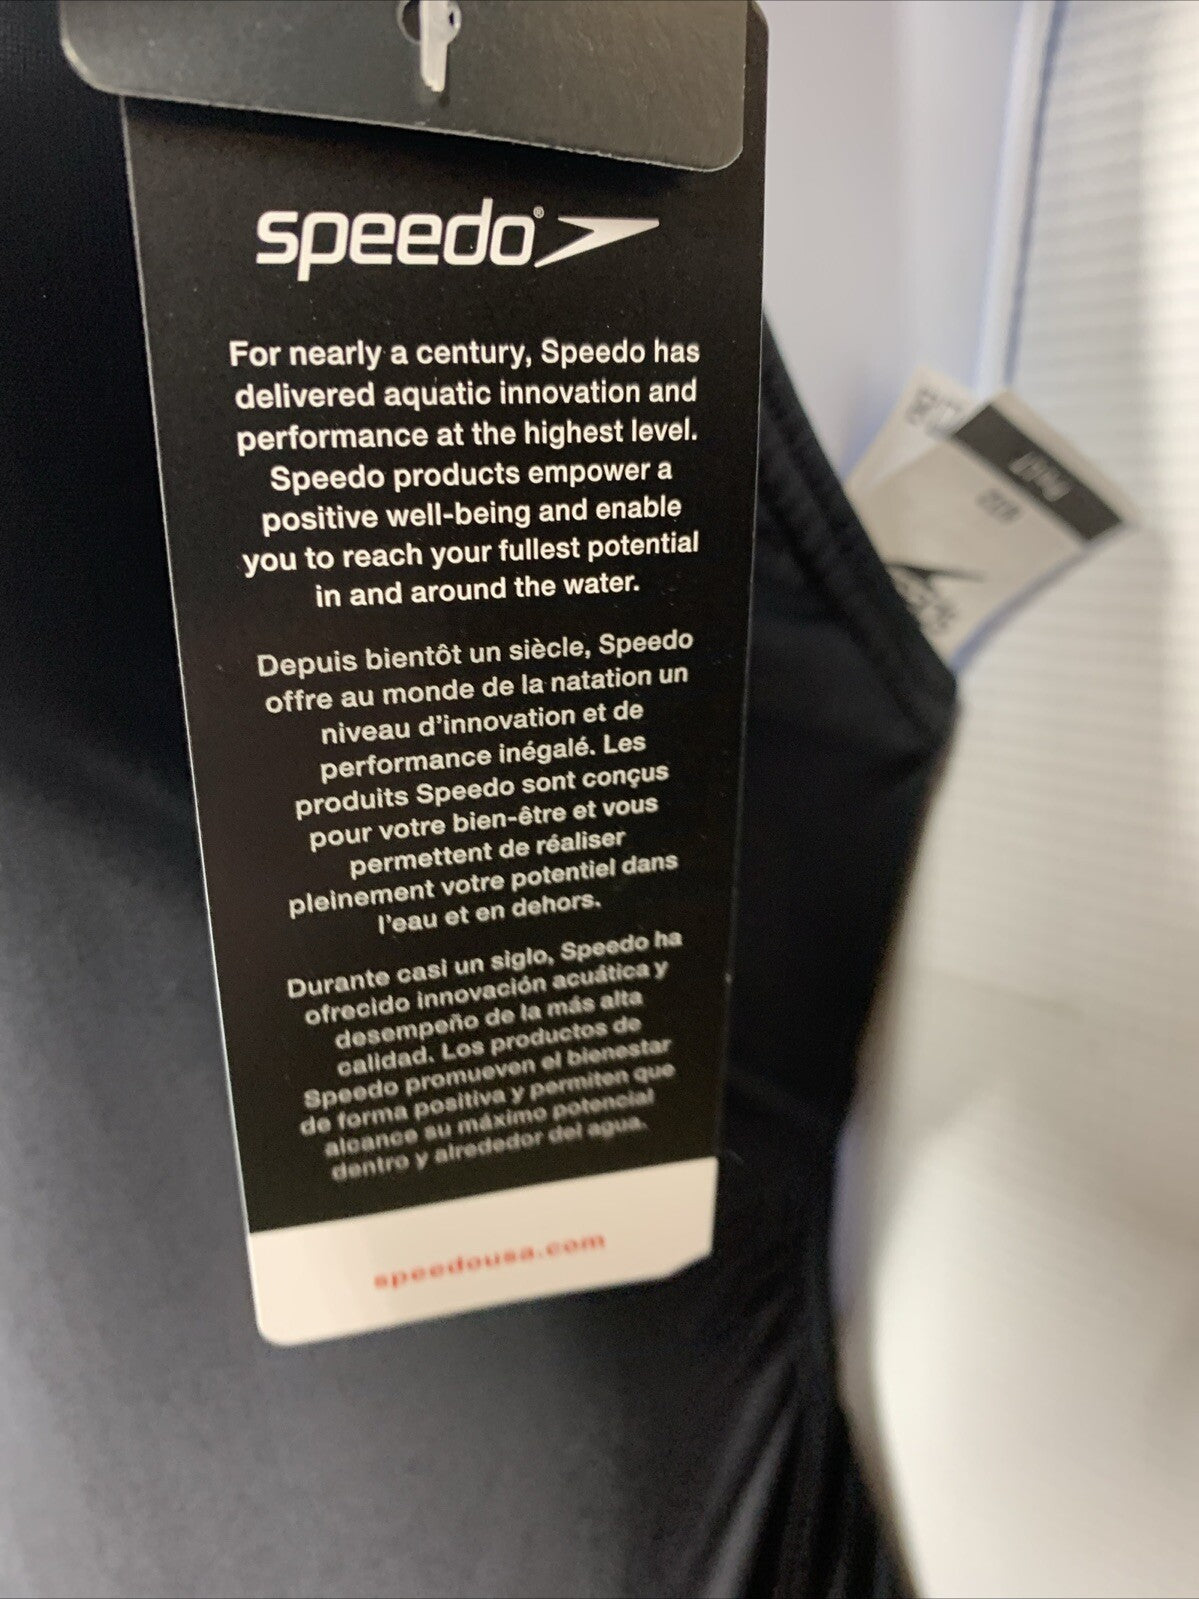 speedo®
For nearly a century, Speedo has
delivered aquatic innovation and
performance at the highest level.
Speedo products empower a
positive well-being and enable
you to reach your fullest potential
in and around the water.
Depuis bientôt un siècle, Speedo
offre au monde de la natation un
niveau d'innovation et de
performance inégalé. Les
produits Speedo sont conçus
pour votre bien-être et vous
permettent de réaliser
pleinement votre potentiel dans
l'eau et en dehors.
Durante casi un siglo, Speedo ha
ofrecido innovación acuática y
desempeño de la más alta
calidad. Los productos de
Speedo promueven el bienestar
de forma positiva y permiten que
alcance su máximo potencial
dentro y alrededor del agua.
speedousa.com